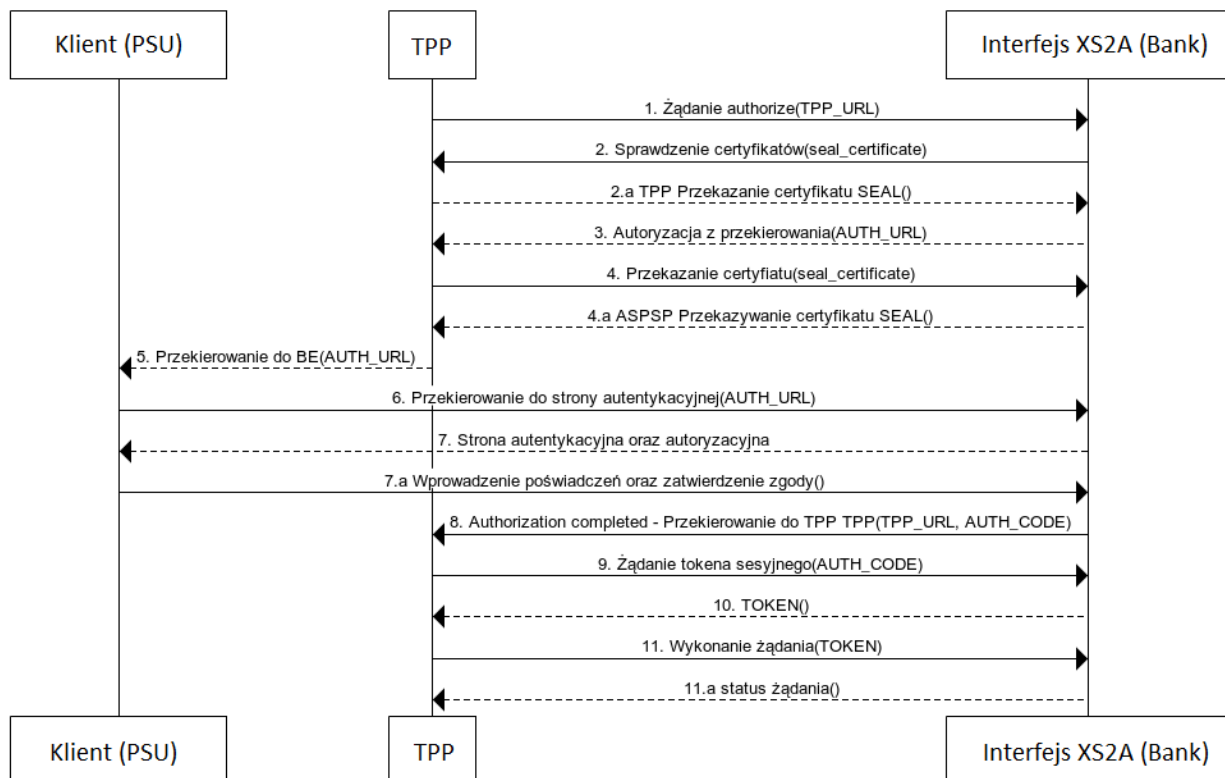 Klient (PSU)
TPP
Interfejs XS2A (Bank)
1. Żądanie authorize(TPP_URL)
2. Sprawdzenie certyfikatów(seal_certificate)
2.a TPP Przekazanie certyfikatu SEAL()
3. Autoryzacja z przekierowania(AUTH_URL)
4. Przekazanie certyfiatu(seal_certificate)
4.a ASPSP Przekazywanie certyfikatu SEAL()
5. Przekierowanie do BE(AUTH_URL)
6. Przekierowanie do strony autentykacyjnej(AUTH_URL)
7. Strona autentykacyjna oraz autoryzacyjna
7.a Wprowadzenie poświadczeń oraz zatwierdzenie zgody()
8. Authorization completed - Przekierowanie do TPP TPP(TPP_URL, AUTH_CODE)
9. Żądanie tokena sesyjnego(AUTH_CODE)
10. TOKEN()
11. Wykonanie żądania(TOKEN)
11.a status żądania()
Klient (PSU)
TPP
Interfejs XS2A (Bank)